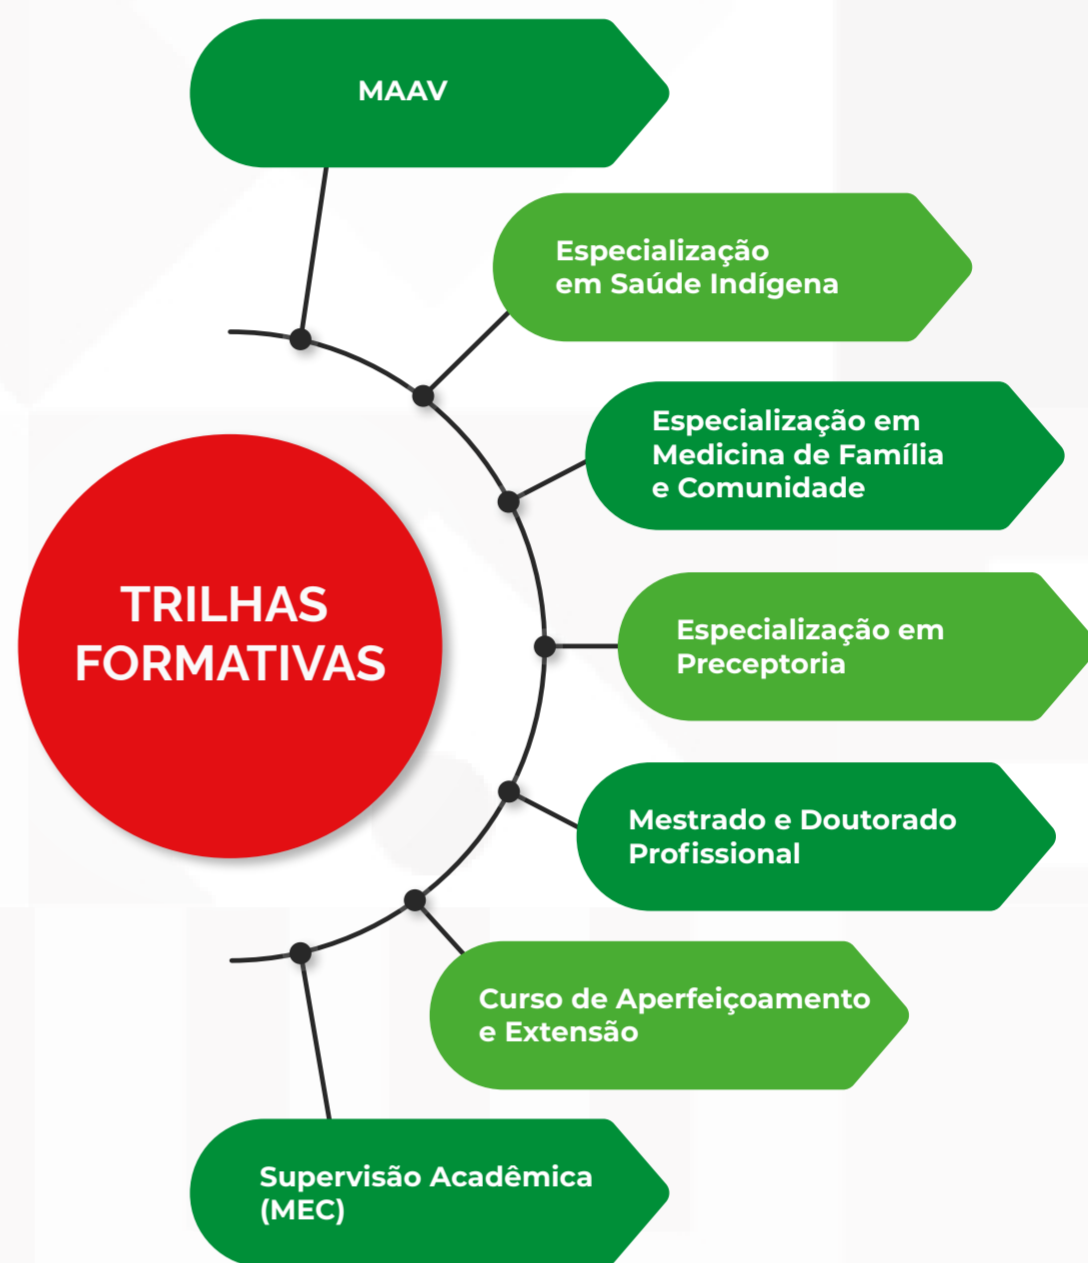 MAAV
Especialização
em Saúde Indígena
Especialização em
Medicina de Família
e Comunidade
TRILHAS
FORMATIVAS
Especialização em
Preceptoria
Mestrado e Doutorado
Profissional
Curso de Aperfeiçoamento
e Extensão
Supervisão Acadêmica
(MEC)